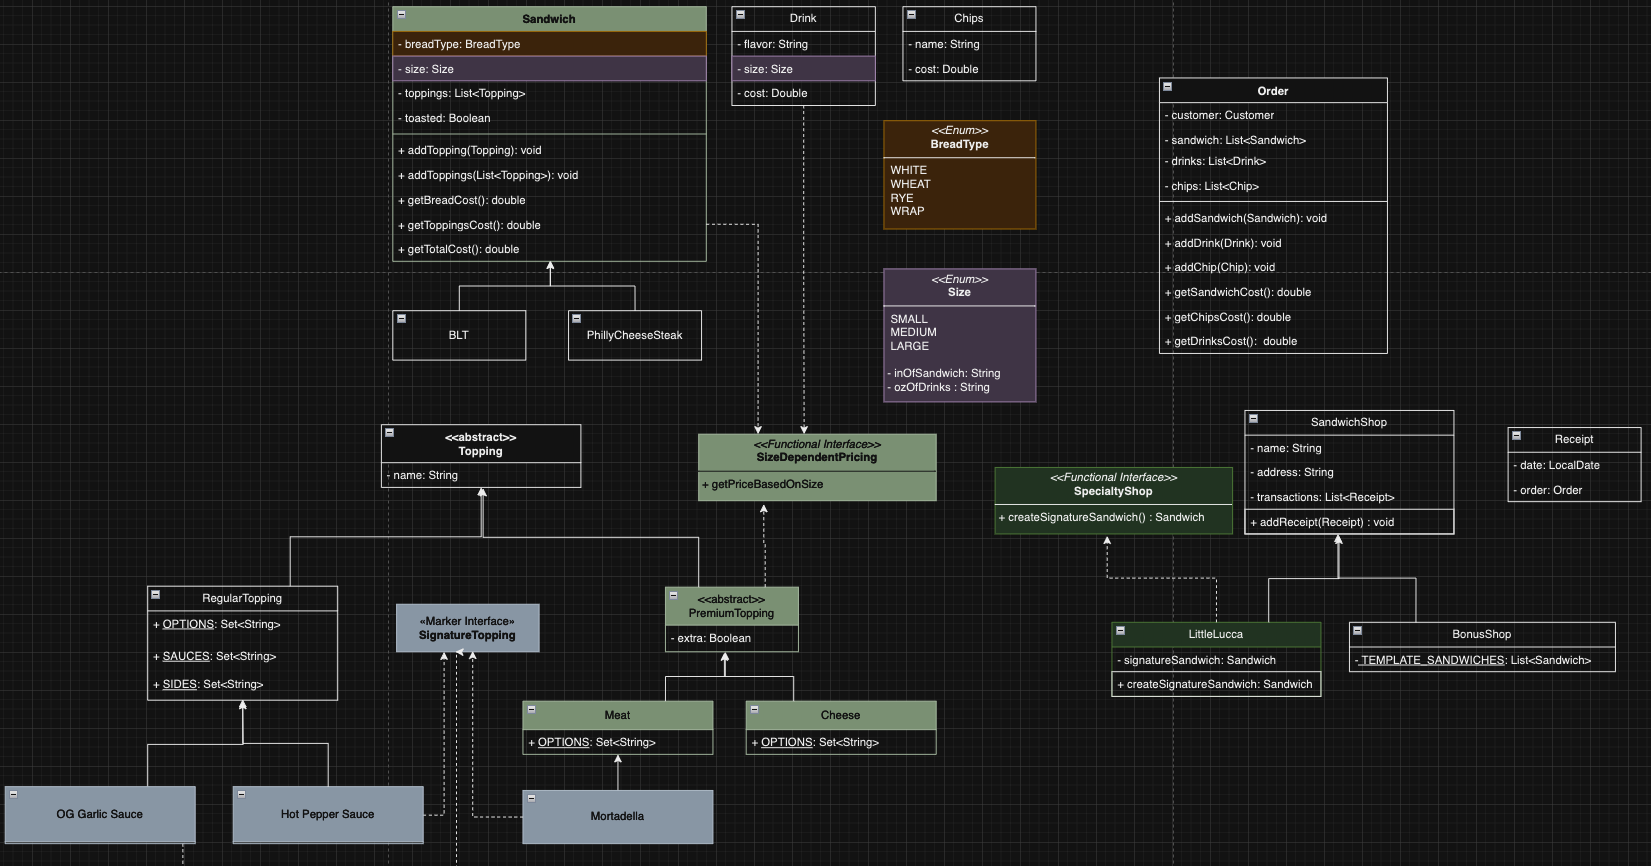 Sandwich
- breadType: BreadType
- size: Size
- toppings: List<Topping>
- toasted: Boolean
+ addTopping(Topping): void
+ addToppings(List<Topping>): void
+ getBreadCost(): double
+ getToppingsCost(): double
+ getTotalCost(): double
Drink
- flavor: String
- size: Size
- cost: Double
Chips
- name: String
- cost: Double
<<Enum>>
BreadType
WHITE
WHEAT
RYE
WRAP
Order
- customer: Customer
- sandwich: List<Sandwich>
- drinks: List<Drink>
- chips: List<Chip>
+ addSandwich(Sandwich): void
+ addDrink(Drink): void
+ addChip(Chip): void
+ getSandwichCost(): double
+ getChipsCost(): double
+ getDrinksCost():  double
<<Enum>>
Size
SMALL
MEDIUM
LARGE
- inOfSandwich: String
- ozOfDrinks : String
BLT
PhillyCheeseSteak
<<abstract>>
Topping
- name: String
<<Functional Interface>>
SizeDependentPricing
+ getPriceBasedOnSize
<<Functional Interface>>
SpecialtyShop
+ createSignatureSandwich() : Sandwich
SandwichShop
- name: String
- address: String
- transactions: List<Receipt>
+ addReceipt(Receipt) : void
Receipt
- date: LocalDate
- order: Order
RegularTopping
+ OPTIONS: Set<String>
+ SAUCES: Set<String>
+ SIDES: Set<String>
«Marker Interface»
SignatureTopping
<<abstract>>
PremiumTopping
- extra: Boolean
LittleLucca
- signatureSandwich: Sandwich
+ createSignatureSandwich: Sandwich
BonusShop
- TEMPLATE_SANDWICHES: List<Sandwich>
Meat
+ OPTIONS: Set<String>
Cheese
+ OPTIONS: Set<String>
OG Garlic Sauce
Hot Pepper Sauce
Mortadella